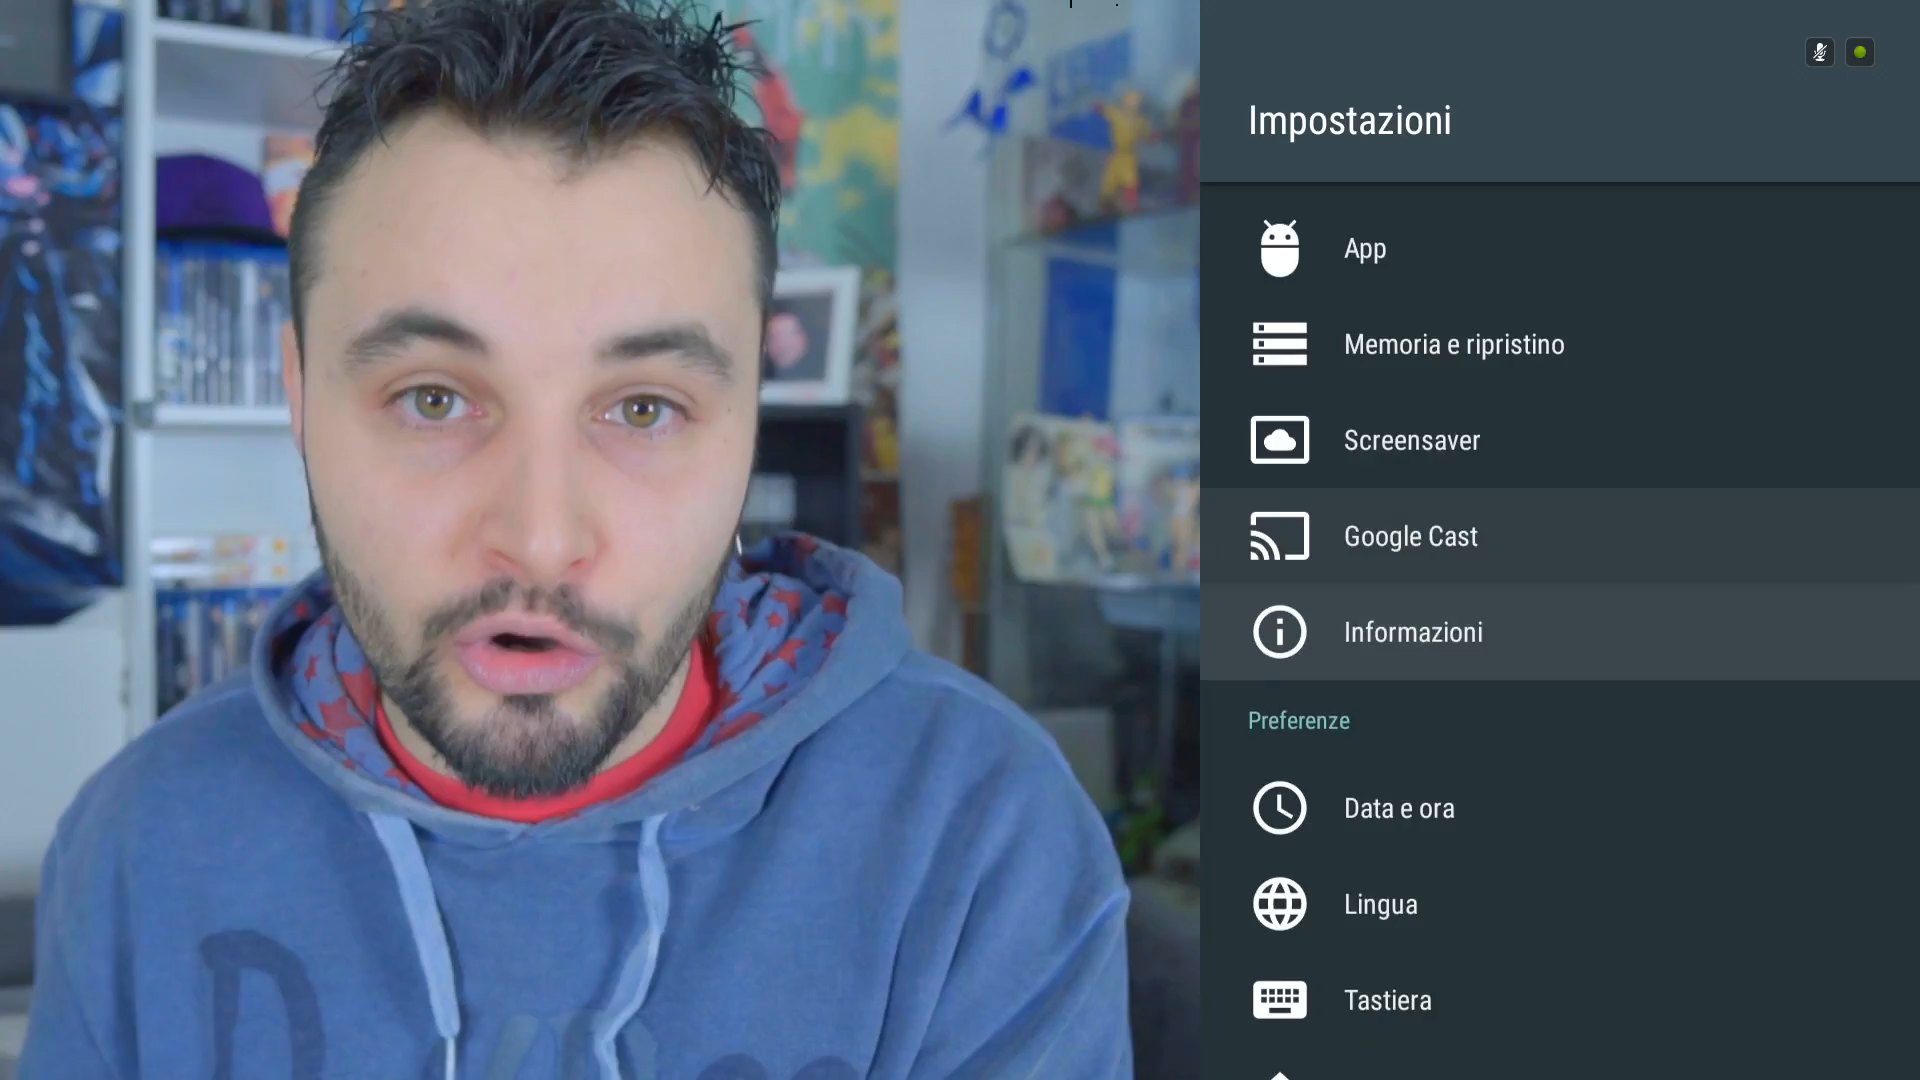 Impostazioni
App
Memoria e ripristino
Screensaver
Google Cast
Informazioni
Preferenze
Data e ora
Lingua
Tastiera